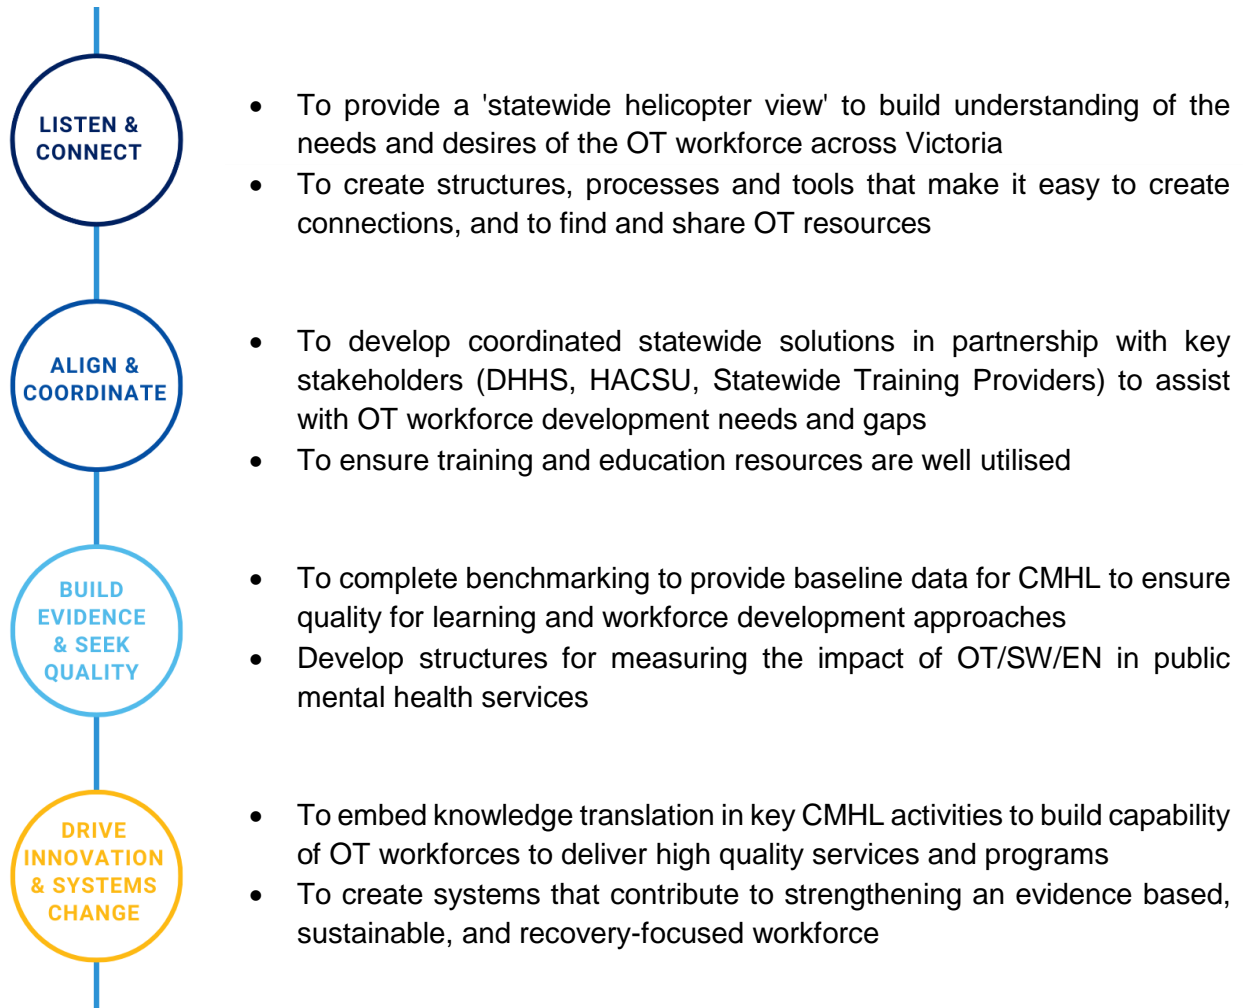 LISTEN &
CONNECT
• To provide a 'statewide helicopter view' to build understanding of the
needs and desires of the OT workforce across Victoria
• To create structures, processes and tools that make it easy to create
connections, and to find and share OT resources
ALIGN &
COORDINATE
• To develop coordinated statewide solutions in partnership with key
stakeholders (DHHS, HACSU, Statewide Training Providers) to assist
with OT workforce development needs and gaps
• To ensure training and education resources are well utilised
BUILD
EVIDENCE
& SEEK
QUALITY
• To complete benchmarking to provide baseline data for CMHL to ensure
quality for learning and workforce development approaches
• Develop structures for measuring the impact of OT/SW/EN in public
mental health services
DRIVE
INNOVATION
& SYSTEMS
CHANGE
• To embed knowledge translation in key CMHL activities to build capability
of OT workforces to deliver high quality services and programs
• To create systems that contribute to strengthening an evidence based,
sustainable, and recovery-focused workforce